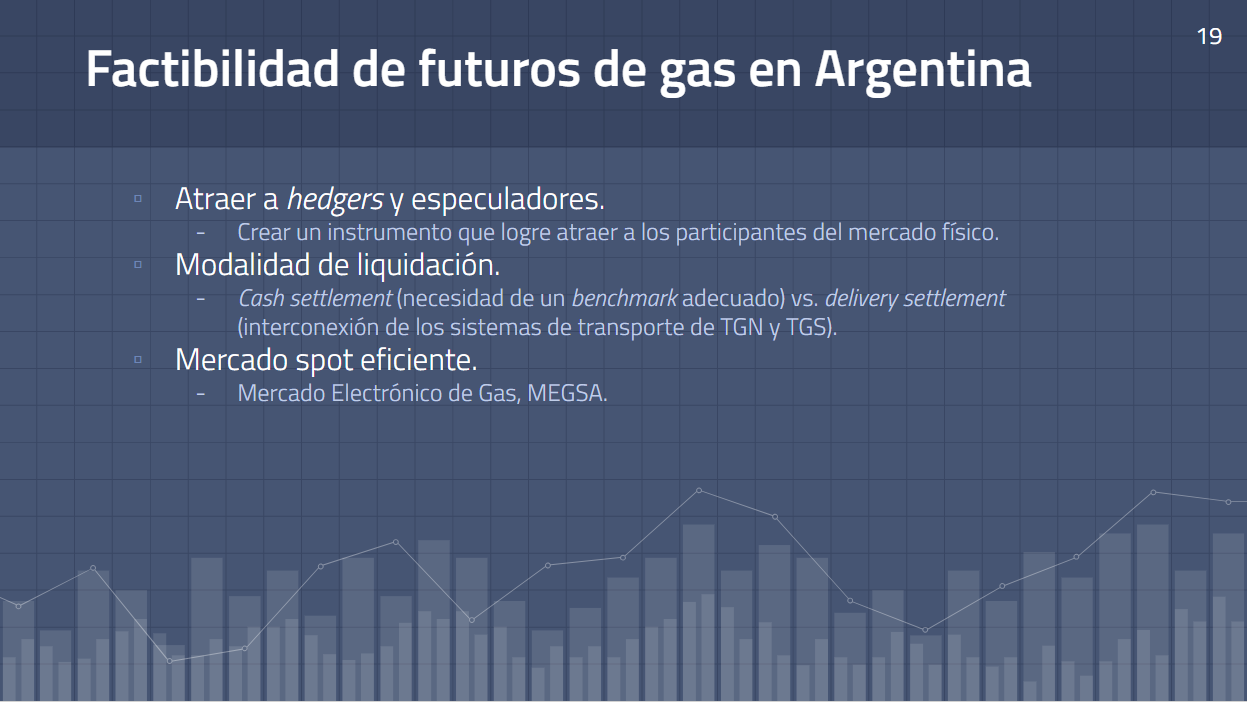 19
Factibilidad de futuros de gas en Argentina
▫ Atraer a hedgers y especuladores.
- Crear un instrumento que logre atraer a los participantes del mercado físico.
▫ Modalidad de liquidación.
- Cash settlement (necesidad de un benchmark adecuado) vs. delivery settlement
(interconexión de los sistemas de transporte de TGN y TGS).
▫ Mercado spot eficiente.
- Mercado Electrónico de Gas, MEGSA.